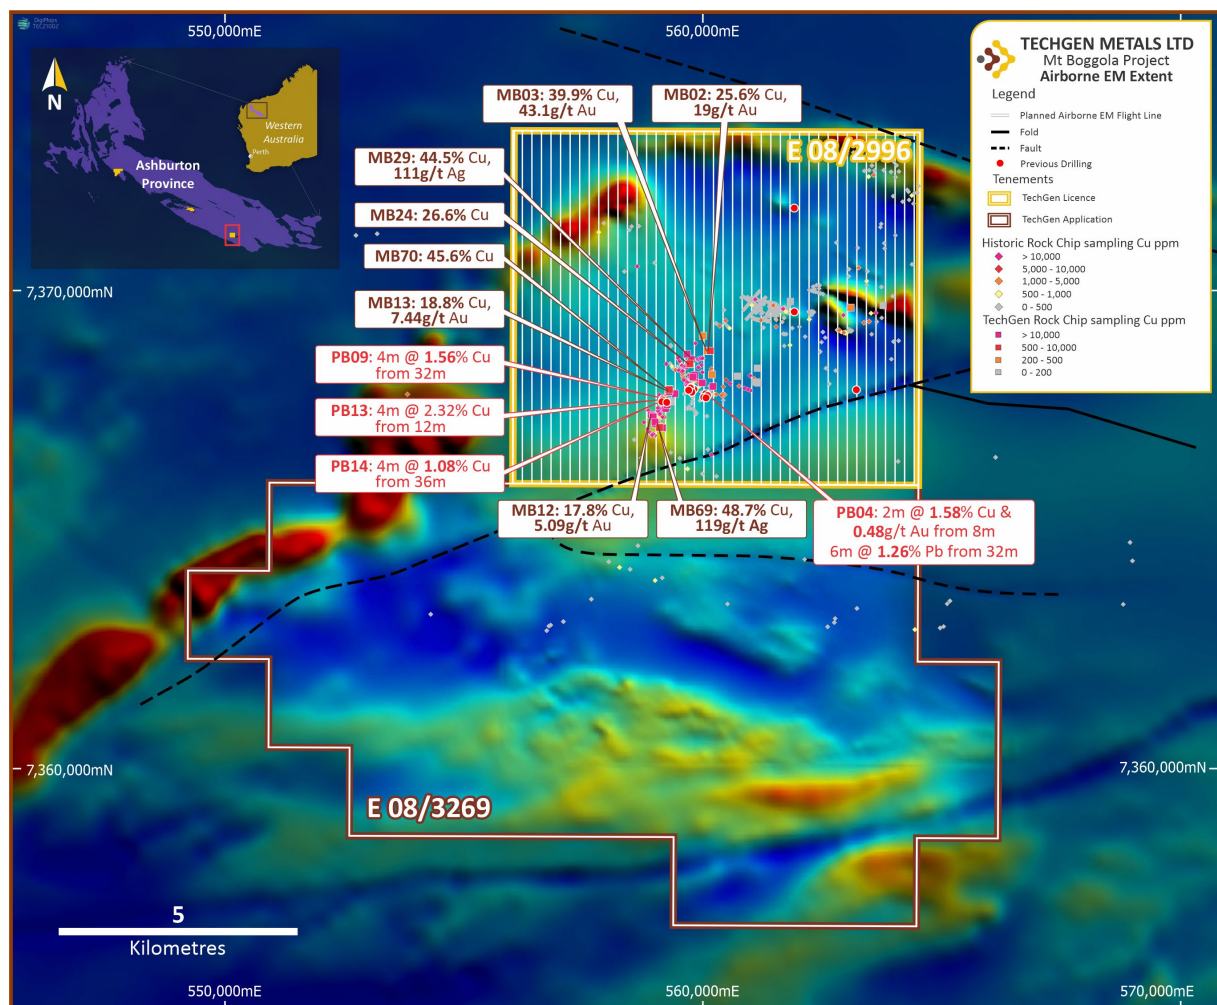 DigiMaps
TEC210D2
550,000mE
560,000mE
N
Western
Australia
Perth
Ashburton
Province
TECHGEN METALS LTD
Mt Boggola Project
Airborne EM Extent
Legend
Planned Airborne EM Flight Line
Fold
Fault
Previous Drilling
Tenements
TechGen Licence
TechGen Application
Historic Rock Chip sampling Cu ppm
> 10,000
5,000 - 10,000
1,000 - 5,000
500 - 1,000
0 - 500
TechGen Rock Chip sampling Cu ppm
> 10,000
500 - 10,000
200 - 500
0 - 200
MB03: 39.9% Cu,
43.1g/t Au
MB02: 25.6% Cu,
19g/t Au
E 08/2996
MB29: 44.5% Cu,
111g/t Ag
MB24: 26.6% Cu
MB70: 45.6% Cu
7,370,000mN
MB13: 18.8% Cu,
7.44g/t Au
PB09: 4m @ 1.56% Cu
from 32m
PB13: 4m @ 2.32% Cu
from 12m
PB14: 4m @ 1.08% Cu
from 36m
MB12: 17.8% Cu,
5.09g/t Au
MB69: 48.7% Cu,
119g/t Ag
PB04: 2m @ 1.58% Cu &
0.48g/t Au from 8m
6m @ 1.26% Pb from 32m
7,360,000mN
7,360,000mN
E 08/3269
5
Kilometres
550,000mE
560,000mE
570,000mE